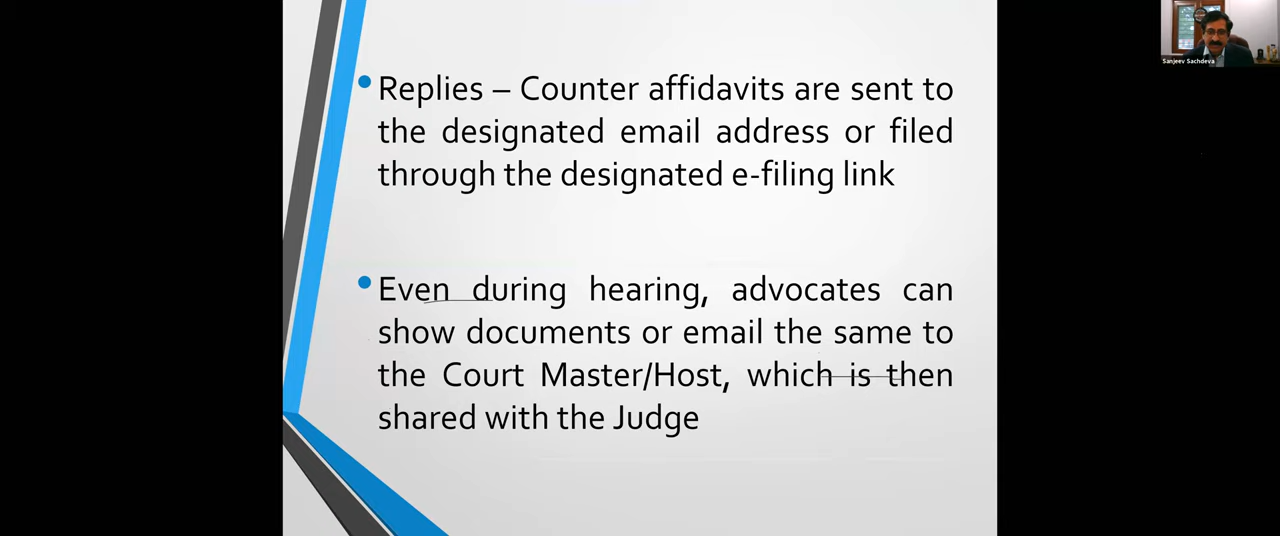 Sanjeev Sachdeva
• Replies – Counter affidavits are sent to
the designated email address or filed
through the designated e-filing link
• Even during hearing, advocates can
show documents or email the same to
the Court Master/Host, which is then
shared with the Judge